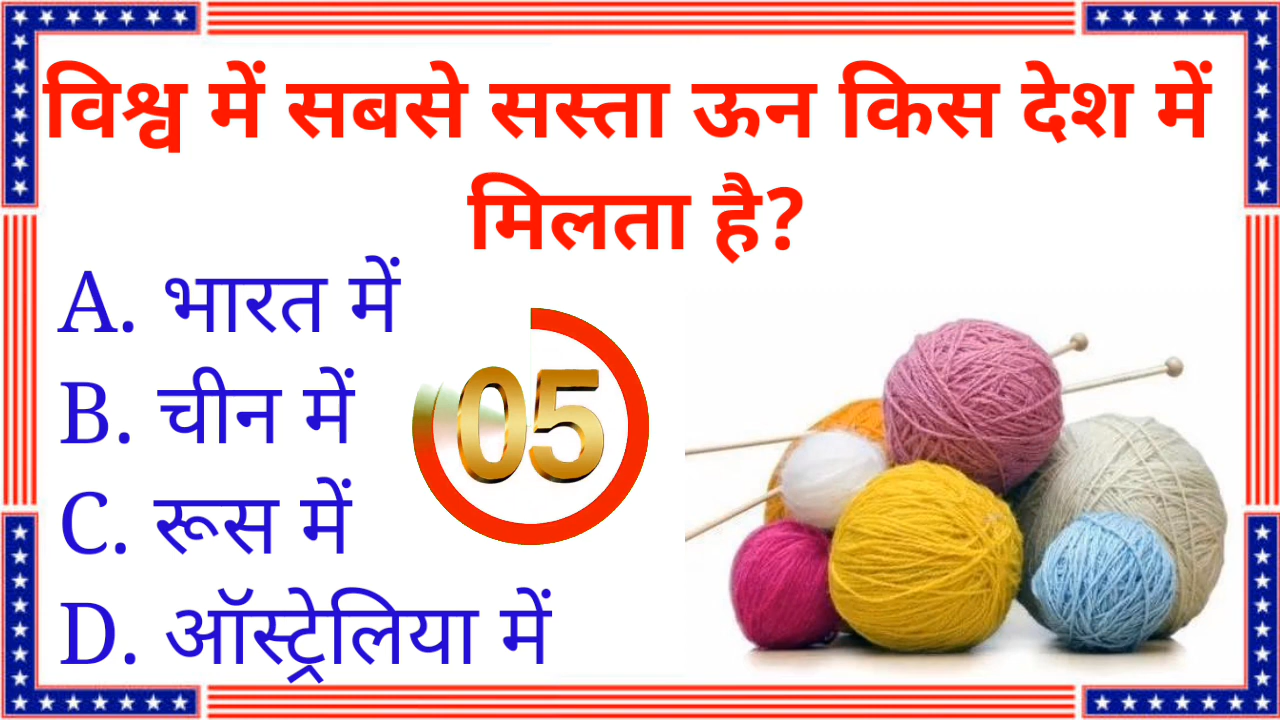 विश्व में सबसे सस्ता ऊन किस देश में
मिलता है?
A. भारत में
B. चीन में
C. रूस में
D. ऑस्ट्रेलिया में
05